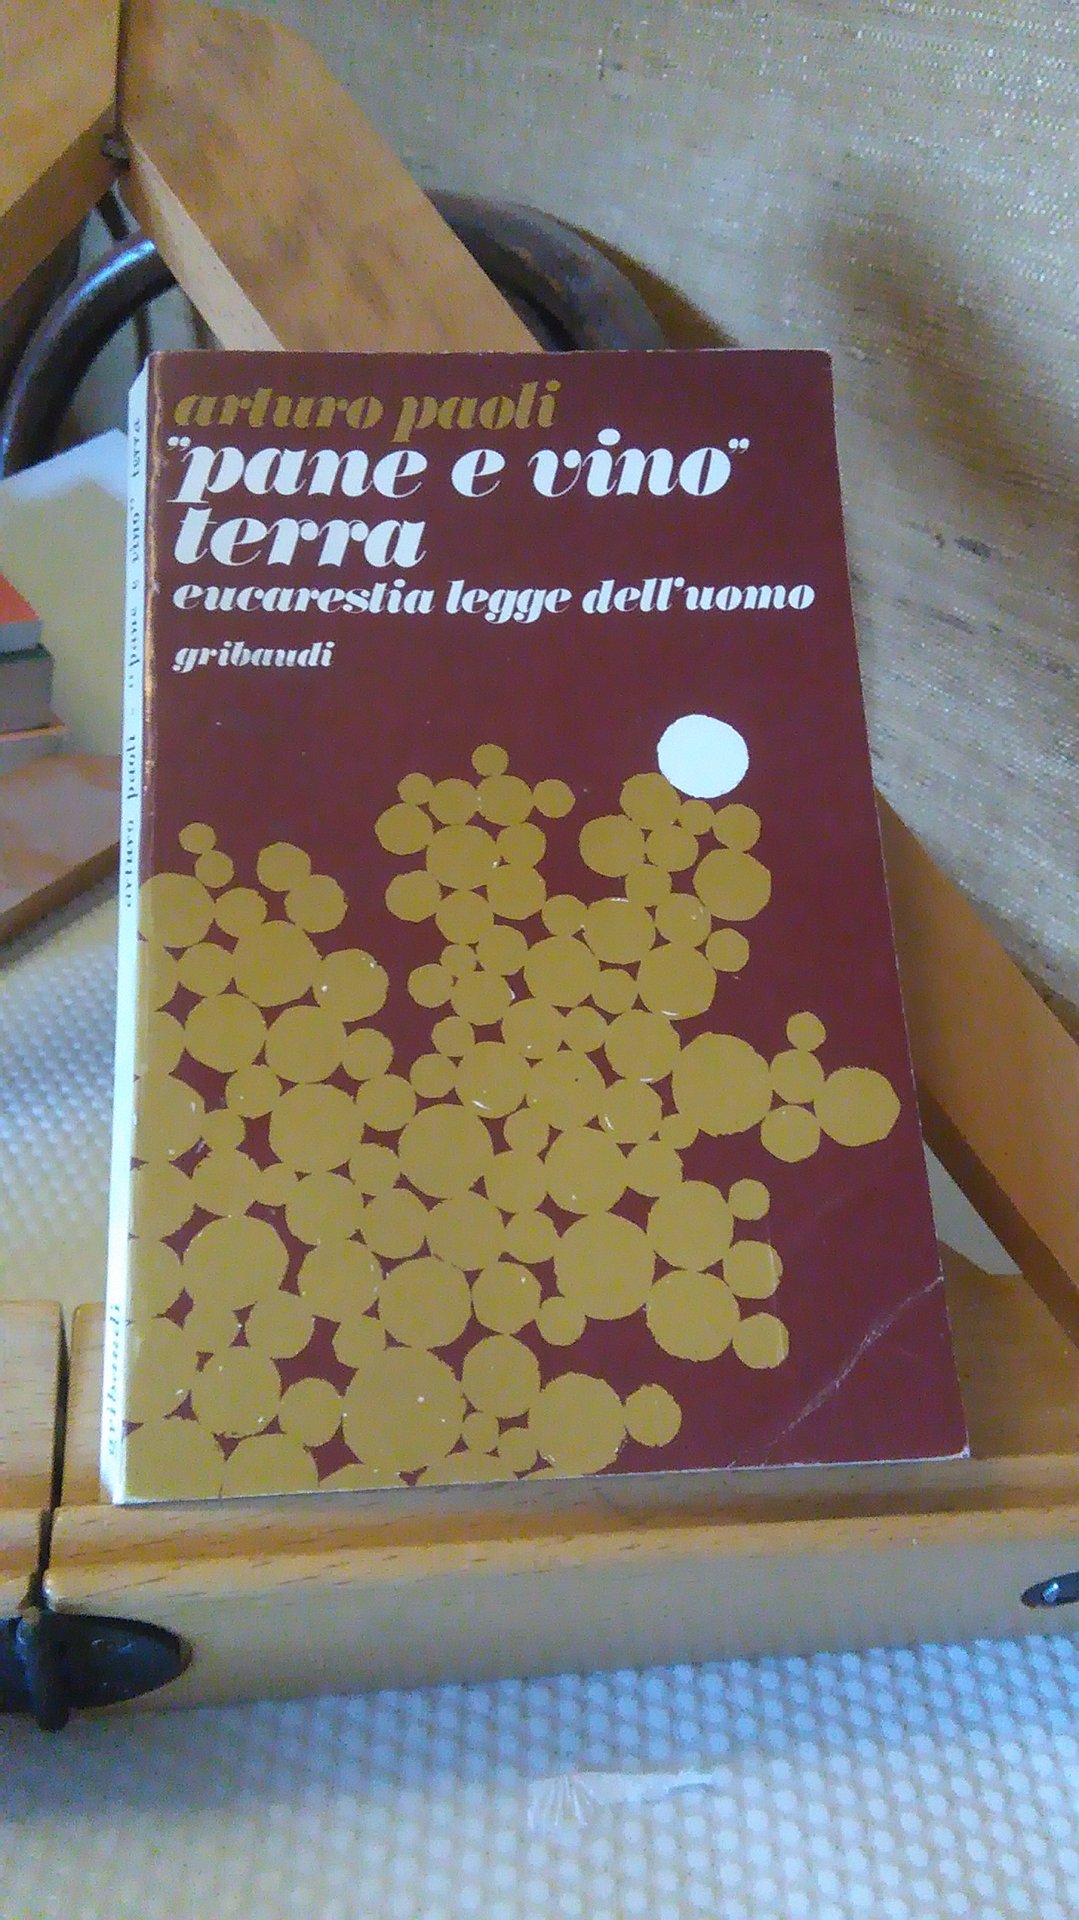 arturo paoli
"pane e vino"
terra
eucarestia legge dell'uomo
gribaudi
arturo paoli - "pane e vino" terra
gribaudi